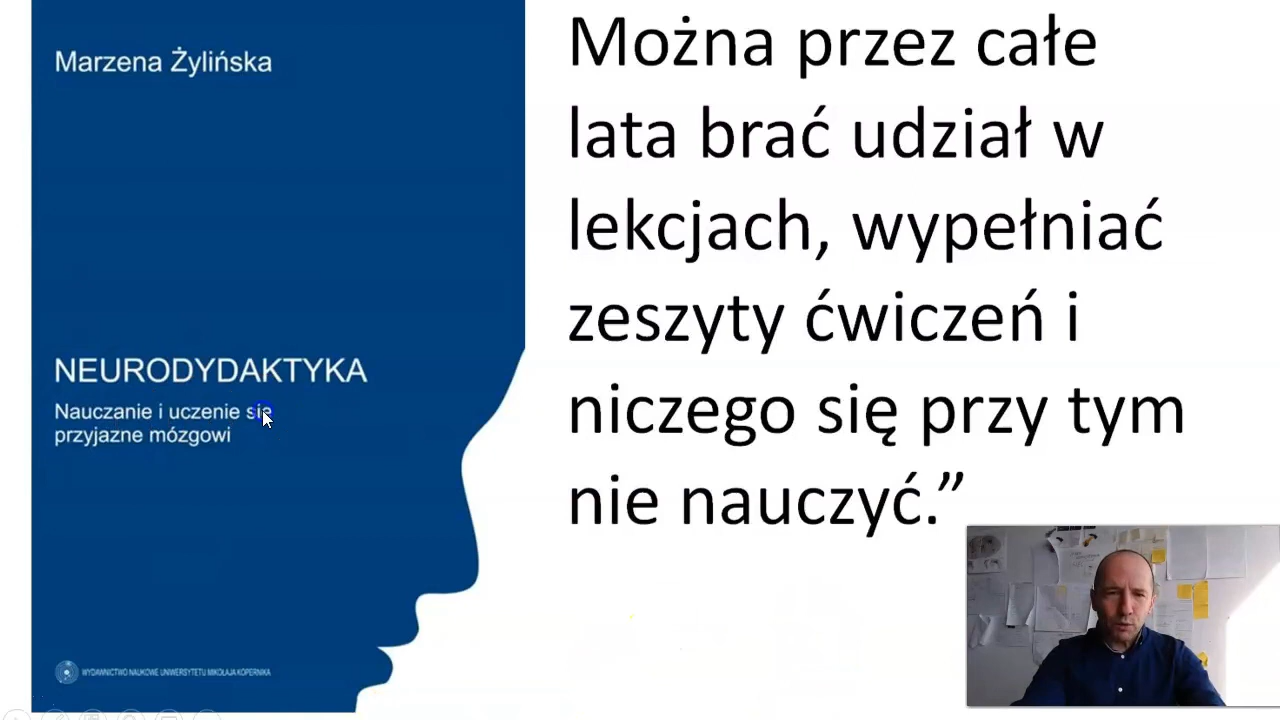 Marzena Żylińska
NEURODYDAKTYKA
Nauczanie i uczenie się
przyjazne mózgowi
WYDAWNICTWO NAUKOWE UNIWERSYTETU MIKOŁAJA KOPERNIKA
Można przez całe
lata brać udział w
lekcjach, wypełniać
zeszyty ćwiczeń i
niczego się przy tym
nie nauczyć.”